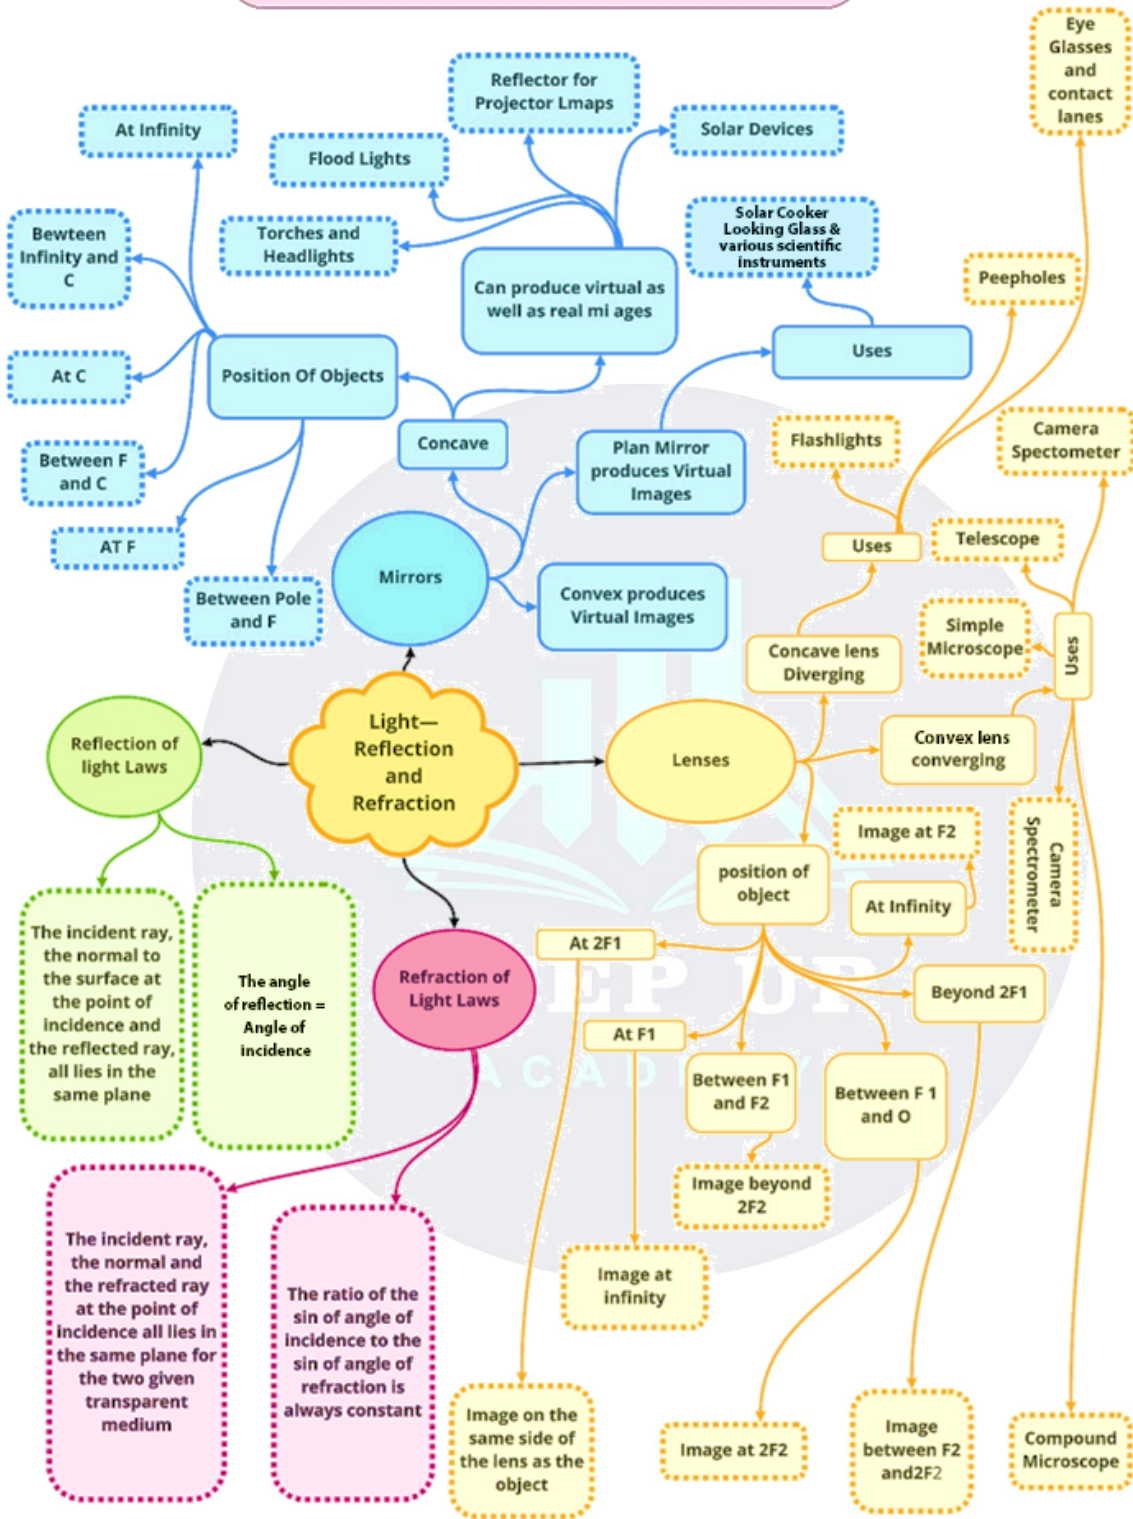 Eye
Glasses
and
contact
lanes
Reflector for
Projector Lmaps
At Infinity
Solar Devices
Flood Lights
Torches and
Headlights
Solar Cooker
Looking Glass &
various scientific
instruments
Bewteen
Infinity and
C
Can produce virtual as
well as real mi ages
Peepholes
Uses
At C
Position Of Objects
Concave
Plan Mirror
produces Virtual
Images
Flashlights
Camera
Spectometer
Between F
and C
AT F
Uses
Telescope
Mirrors
Between Pole
and F
Convex produces
Virtual Images
Simple
Microscope
Uses
Concave lens
Diverging
Light—
Reflection
and
Refraction
Reflection of
light Laws
Lenses
Convex lens
converging
Image at F2
Camera
Spectrometer
position of
object
At Infinity
At 2F1
Beyond 2F1
The incident ray,
the normal to
the surface at
the point of
incidence and
the reflected ray,
all lies in the
same plane
The angle
of reflection =
Angle of
incidence
Refraction of
Light Laws
At F1
Between F1
and F2
Between F 1
and O
Image beyond
2F2
Image at
infinity
The incident ray,
the normal and
the refracted ray
at the point of
incidence all lies in
the same plane for
the two given
transparent
medium
The ratio of the
sin of angle of
incidence to the
sin of angle of
refraction is
always constant
Image on the
same side of
the lens as the
object
Image at 2F2
Image
between F2
and2F2
Compound
Microscope
ACADEMY